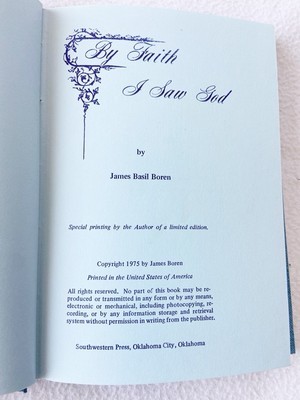 By Faith
I Saw God
by
James Basil Boren
Special printing by the Author of a limited edition.
Copyright 1975 by James Boren
Printed in the United States of America
All rights reserved. No part of this book may be re-
produced or transmitted in any form or by any means,
electronic or mechanical, including photocopying, re-
cording, or by any information storage and retrieval
system without permission in writing from the publisher.
Southwestern Press, Oklahoma City, Oklahoma